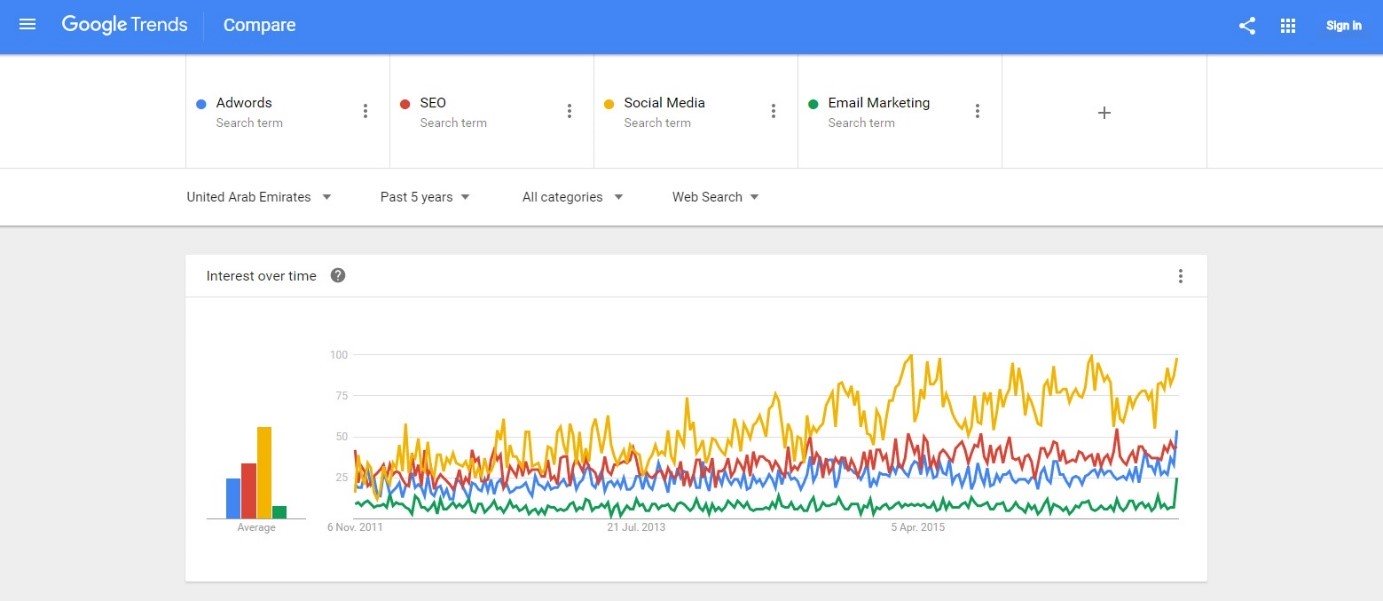 Google Trends Compare Sign in
Adwords
Search term
SEO
Search term
Social Media
Search term
Email Marketing
Search term
+
United Arab Emirates Past 5 years All categories Web Search
Interest over time ?
100
75
50
25
Average
6 Nov. 2011 21 Jul. 2013 5 Apr. 2015